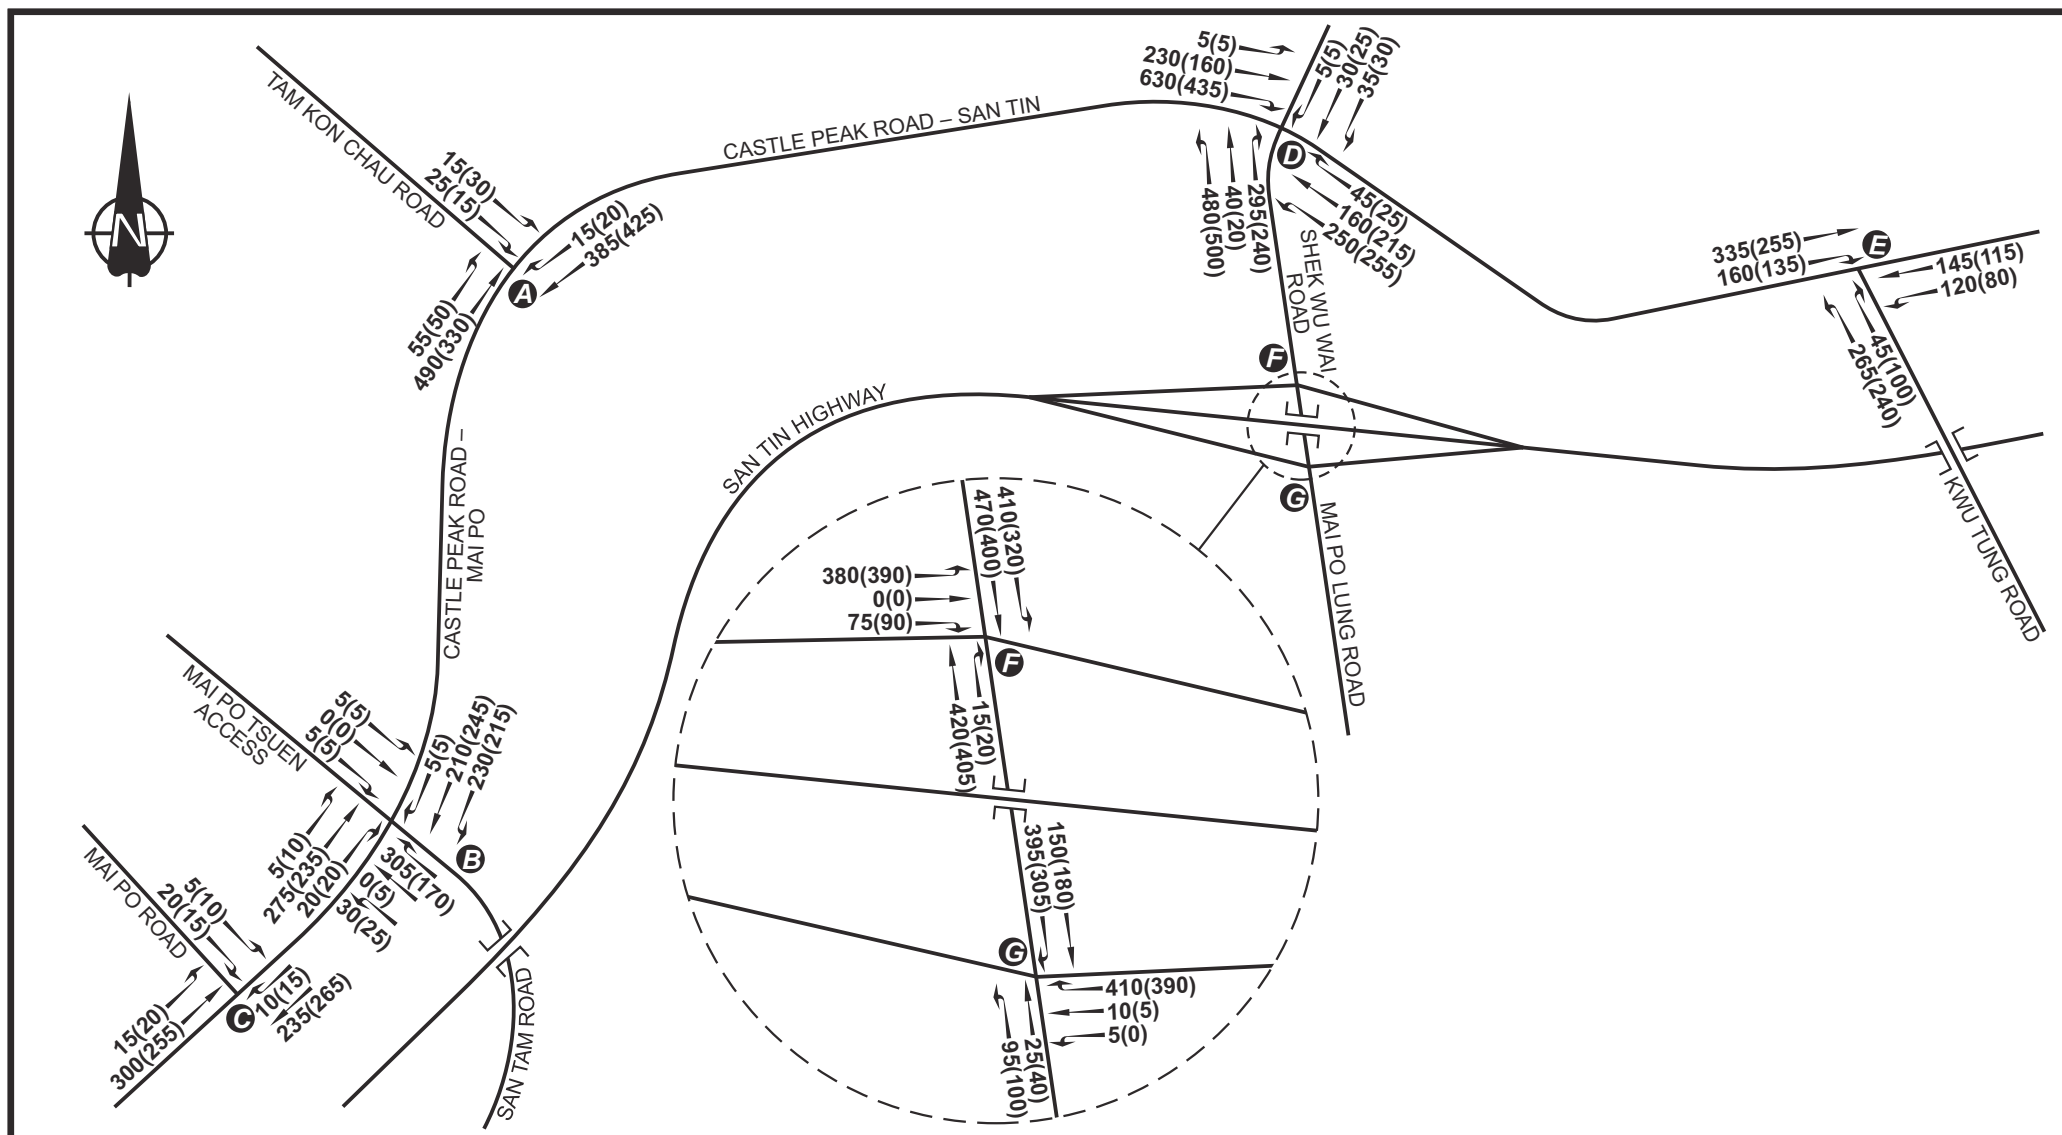 N
TAM KON CHAU ROAD
15(30)
25(15)
15(20)
385(425)
55(50)
490(330)
A
CASTLE PEAK ROAD – SAN TIN
5(5)
230(160)
630(435)
5(5)
30(25)
35(30)
D
480(500)
40(20)
295(240)
45(25)
160(215)
250(255)
SHEK WU WAI
ROAD
335(255)
160(135)
E
145(115)
120(80)
45(100)
265(240)
KWU TUNG ROAD
F
G
MAI PO LUNG ROAD
SAN TIN HIGHWAY
CASTLE PEAK ROAD –
MAI PO
410(320)
470(400)
380(390)
0(0)
75(90)
F
15(20)
420(405)
150(180)
395(305)
G
410(390)
10(5)
5(0)
25(40)
95(100)
MAI PO TSUEN
ACCESS
5(5)
0(0)
5(5)
5(5)
210(245)
230(215)
B
5(10)
275(235)
20(20)
305(170)
0(5)
30(25)
MAI PO ROAD
5(10)
20(15)
15(20)
300(255)
C
10(15)
235(265)
SAN TAM ROAD